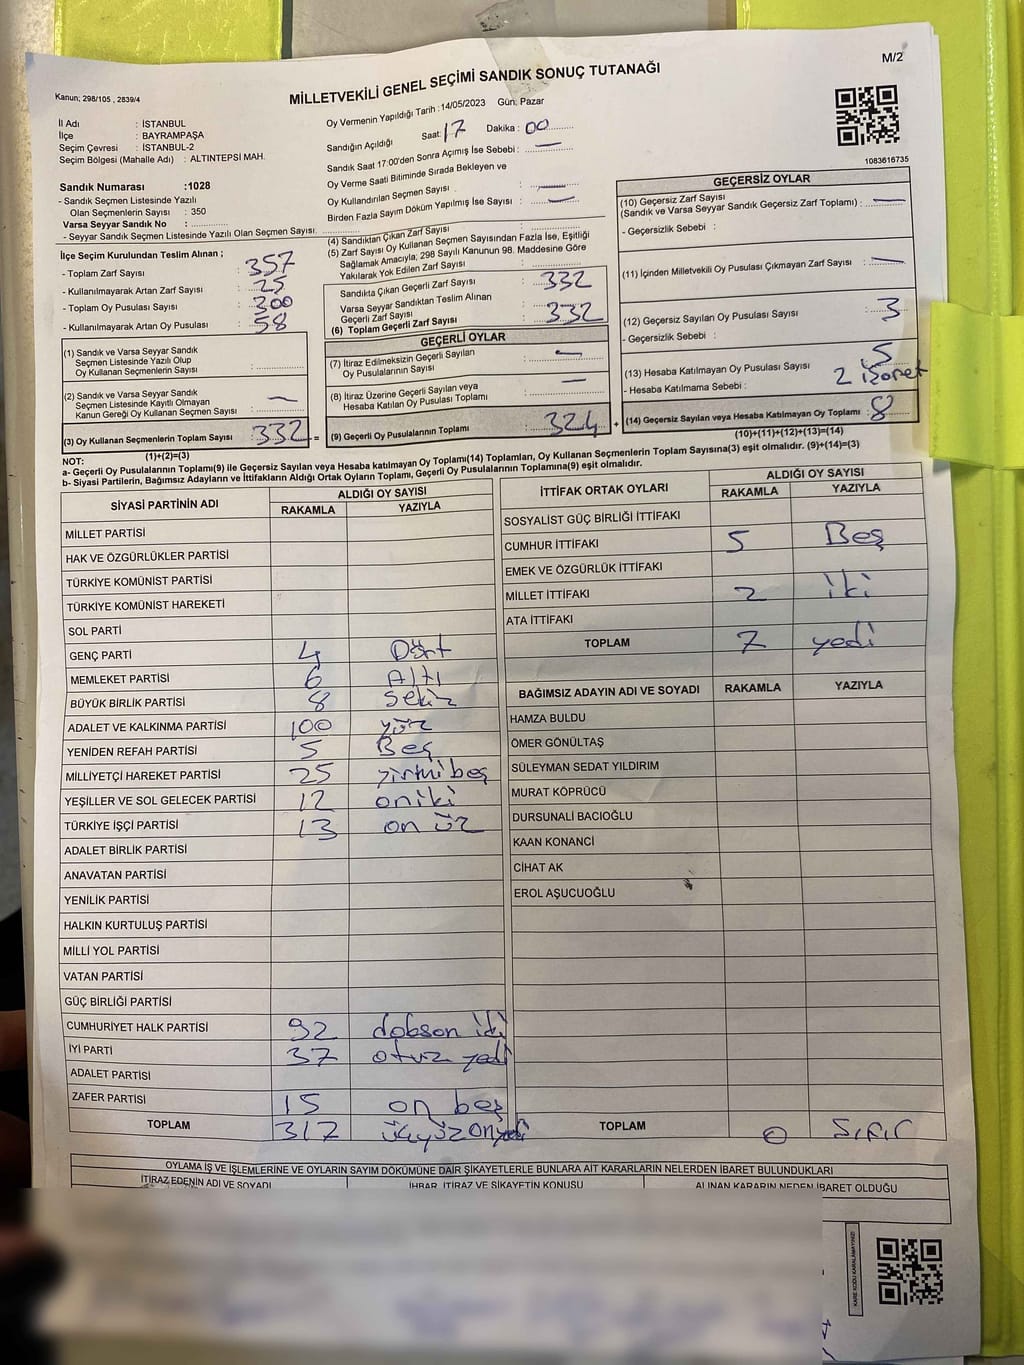 M/2
Kanun; 298/105 , 2839/4
MİLLETVEKİLİ GENEL SEÇİMİ SANDIK SONUÇ TUTANAĞI
İl Adı : İSTANBUL
İlçe : BAYRAMPAŞA
Seçim Çevresi : İSTANBUL-2
Seçim Bölgesi (Mahalle Adı) : ALTINTEPSİ MAH.
Sandık Numarası :1028
- Sandık Seçmen Listesinde Yazılı
Olan Seçmenlerin Sayısı : 350
Varsa Seyyar Sandık No :
- Seyyar Sandık Seçmen Listesinde Yazılı Olan Seçmen Sayısı:
İlçe Seçim Kurulundan Teslim Alınan ;
- Toplam Zarf Sayısı : 357
- Kullanılmayarak Artan Zarf Sayısı : 25
- Toplam Oy Pusulası Sayısı : 300
- Kullanılmayarak Artan Oy Pusulası : 58
Oy Vermenin Yapıldığı Tarih :14/05/2023 Gün: Pazar
Sandığın Açıldığı Saat: 17 Dakika : 00
Sandık Saat 17:00'den Sonra Açımış İse Sebebi : —
Oy Verme Saati Bitiminde Sırada Bekleyen ve
Oy Kullandırılan Seçmen Sayısı : —
Birden Fazla Sayım Döküm Yapılmış İse Sayısı : —
(4) Sandıktan Çıkan Zarf Sayısı :
(5) Zarf Sayısı Oy Kullanan Seçmen Sayısından Fazla İse, Eşitliği
Sağlamak Amacıyla; 298 Sayılı Kanunun 98. Maddesine Göre
Yakılarak Yok Edilen Zarf Sayısı :
Sandıkta Çıkan Geçerli Zarf Sayısı : 332
Varsa Seyyar Sandıktan Teslim Alınan
Geçerli Zarf Sayısı :
(6) Toplam Geçerli Zarf Sayısı : 332
1083616735
GEÇERSİZ OYLAR
(10) Geçersiz Zarf Sayısı
(Sandık ve Varsa Seyyar Sandık Geçersiz Zarf Toplamı) : —
- Geçersizlik Sebebi :
(11) İçinden Milletvekili Oy Pusulası Çıkmayan Zarf Sayısı : —
(12) Geçersiz Sayılan Oy Pusulası Sayısı : 3
- Geçersizlik Sebebi :
(13) Hesaba Katılmayan Oy Pusulası Sayısı : 5
- Hesaba Katılmama Sebebi : 2 işaret
(14) Geçersiz Sayılan veya Hesaba Katılmayan Oy Toplamı : 8
(10)+(11)+(12)+(13)=(14)
(1) Sandık ve Varsa Seyyar Sandık
Seçmen Listesinde Yazılı Olup
Oy Kullanan Seçmenlerin Sayısı :
(2) Sandık ve Varsa Seyyar Sandık
Seçmen Listesinde Kayıtlı Olmayan
Kanun Gereği Oy Kullanan Seçmen Sayısı : —
(3) Oy Kullanan Seçmenlerin Toplam Sayısı : 332 =
(1)+(2)=(3)
GEÇERLİ OYLAR
(7) İtiraz Edilmeksizin Geçerli Sayılan
Oy Pusulalarının Sayısı : —
(8) İtiraz Üzerine Geçerli Sayılan veya
Hesaba Katılan Oy Pusulası Toplamı : —
(9) Geçerli Oy Pusulalarının Toplamı : 324 +
NOT:
a- Geçerli Oy Pusulalarının Toplamı(9) ile Geçersiz Sayılan veya Hesaba katılmayan Oy Toplamı(14) Toplamları, Oy Kullanan Seçmenlerin Toplam Sayısına(3) eşit olmalıdır. (9)+(14)=(3)
b- Siyasi Partilerin, Bağımsız Adayların ve İttifakların Aldığı Ortak Oyların Toplamı, Geçerli Oy Pusulalarının Toplamına(9) eşit olmalıdır.
SİYASİ PARTİNİN ADI ALDIĞI OY SAYISI
RAKAMLA YAZIYLA
MİLLET PARTİSİ
HAK VE ÖZGÜRLÜKLER PARTİSİ
TÜRKİYE KOMÜNİST PARTİSİ
TÜRKİYE KOMÜNİST HAREKETİ
SOL PARTİ
GENÇ PARTİ 4 Dört
MEMLEKET PARTİSİ 6 Altı
BÜYÜK BİRLİK PARTİSİ 8 Sekiz
ADALET VE KALKINMA PARTİSİ 100 yüz
YENİDEN REFAH PARTİSİ 5 Beş
MİLLİYETÇİ HAREKET PARTİSİ 25 yirmi beş
YEŞİLLER VE SOL GELECEK PARTİSİ 12 oniki
TÜRKİYE İŞÇİ PARTİSİ 13 on üz
ADALET BİRLİK PARTİSİ
ANAVATAN PARTİSİ
YENİLİK PARTİSİ
HALKIN KURTULUŞ PARTİSİ
MİLLİ YOL PARTİSİ
VATAN PARTİSİ
GÜÇ BİRLİĞİ PARTİSİ
CUMHURİYET HALK PARTİSİ 92 dobson iki
İYİ PARTİ 37 otuz yedi
ADALET PARTİSİ
ZAFER PARTİSİ 15 on beş
TOPLAM 317 üçyüzonyedi
İTTİFAK ORTAK OYLARI ALDIĞI OY SAYISI
RAKAMLA YAZIYLA
SOSYALİST GÜÇ BİRLİĞİ İTTİFAKI
CUMHUR İTTİFAKI 5 Beş
EMEK VE ÖZGÜRLÜK İTTİFAKI
MİLLET İTTİFAKI 2 iki
ATA İTTİFAKI
TOPLAM 7 yedi
BAĞIMSIZ ADAYIN ADI VE SOYADI RAKAMLA YAZIYLA
HAMZA BULDU
ÖMER GÖNÜLTAŞ
SÜLEYMAN SEDAT YILDIRIM
MURAT KÖPRÜCÜ
DURSUNALİ BACIOĞLU
KAAN KONANCİ
CİHAT AK
EROL AŞUCUOĞLU
TOPLAM 0 Sıfır
OYLAMA İŞ VE İŞLEMLERİNE VE OYLARIN SAYIM DÖKÜMÜNE DAİR ŞİKAYETLERLE BUNLARA AİT KARARLARIN NELERDEN İBARET BULUNDUKLARI
İTİRAZ EDENİN ADI VE SOYADI İHBAR, İTİRAZ VE ŞİKAYETİN KONUSU ALINAN KARARIN NEDEN İBARET OLDUĞU
KARE KODU KARALAMAYINIZ!